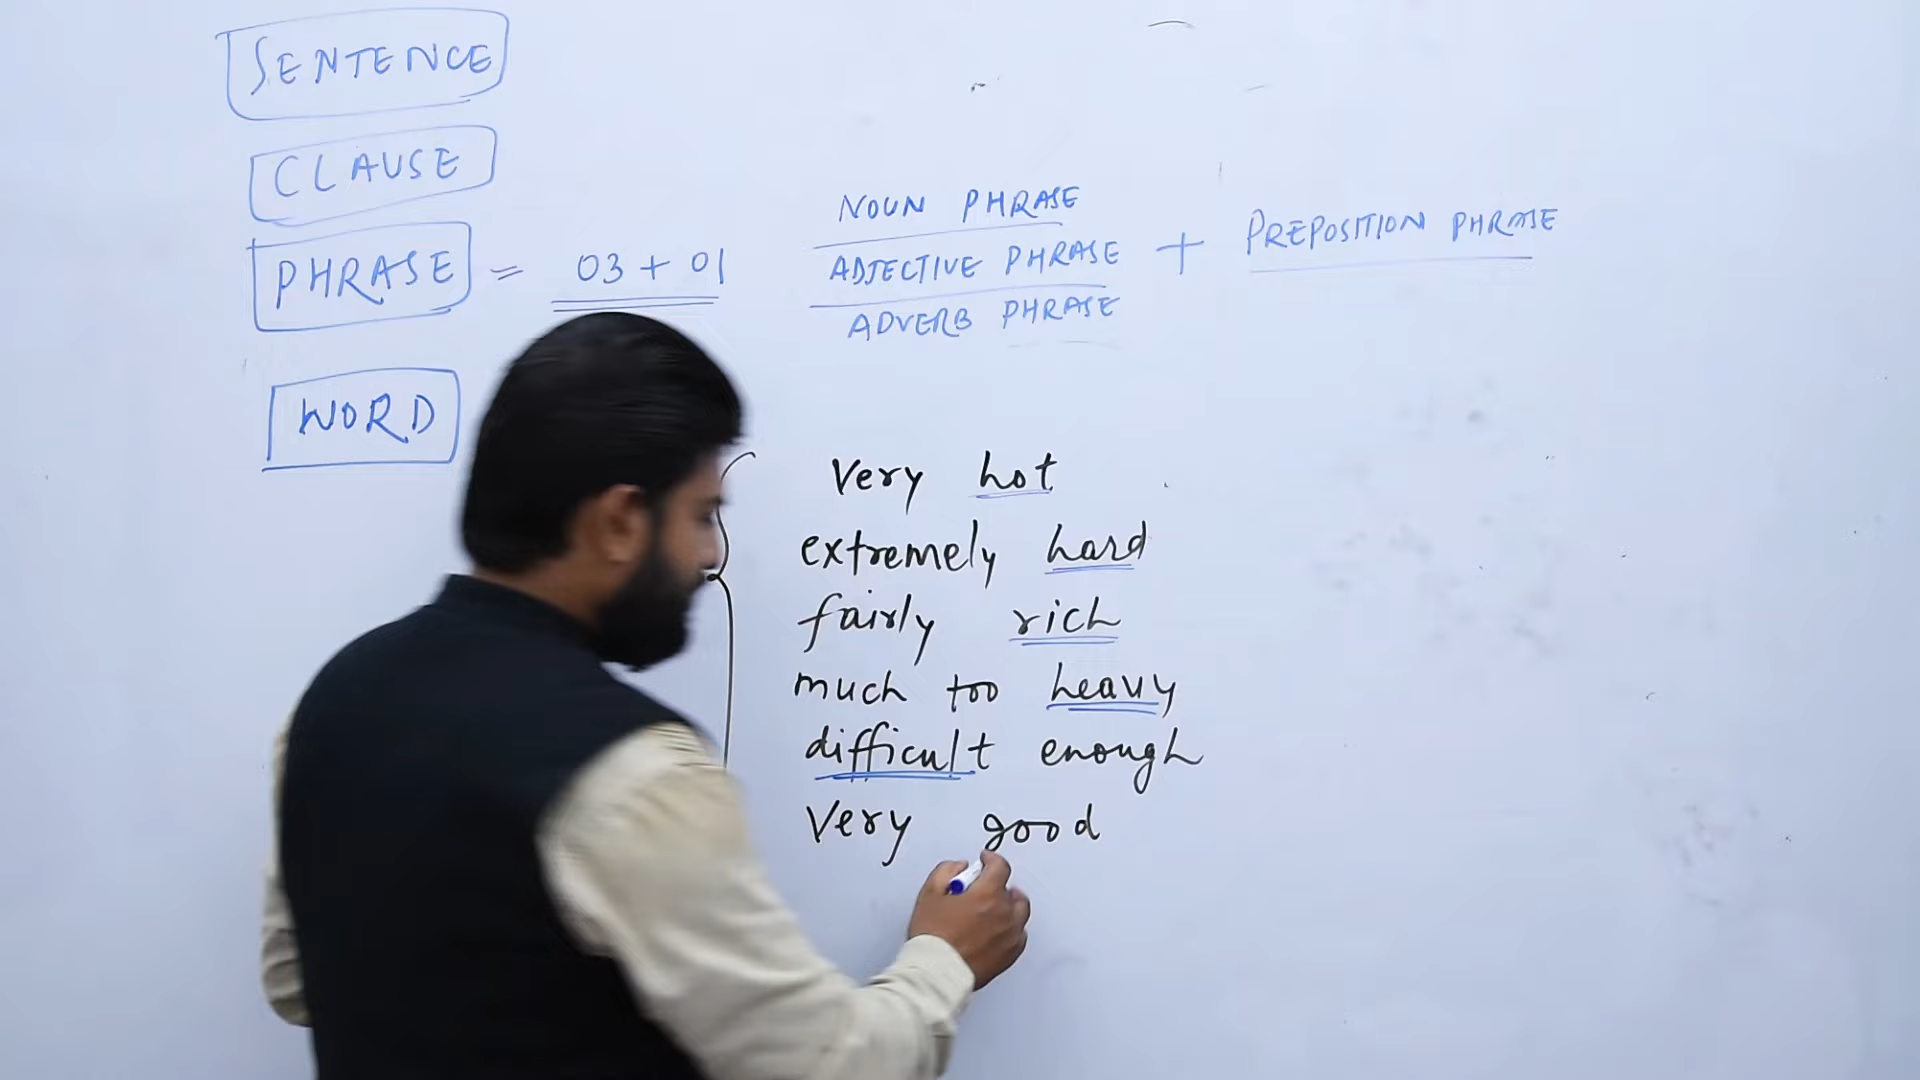 SENTENCE
CLAUSE
PHRASE = 03 + 01
NOUN PHRASE
ADJECTIVE PHRASE + PREPOSITION PHRASE
ADVERB PHRASE
WORD
Very hot
extremely hard
fairly rich
much too heavy
difficult enough
Very good